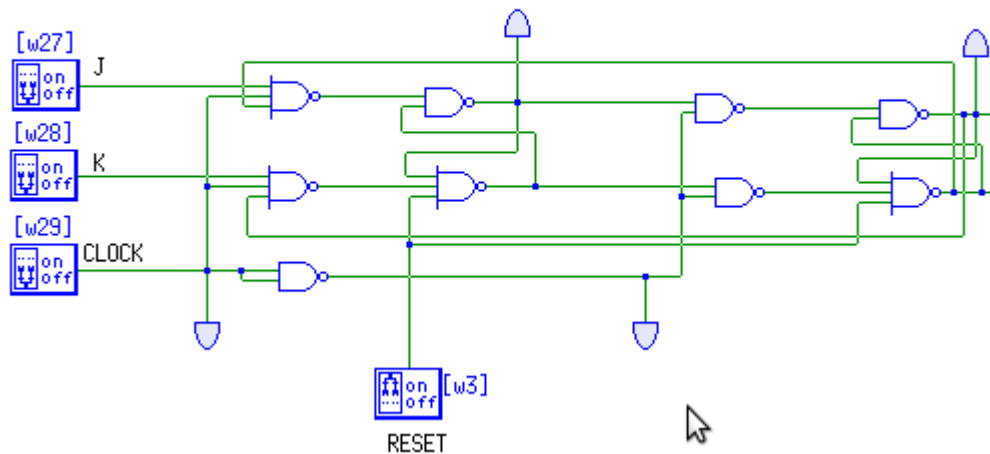 [w27]
J
on
off
[w28]
K
on
off
[w29]
CLOCK
on
off
on
off
[w3]
RESET